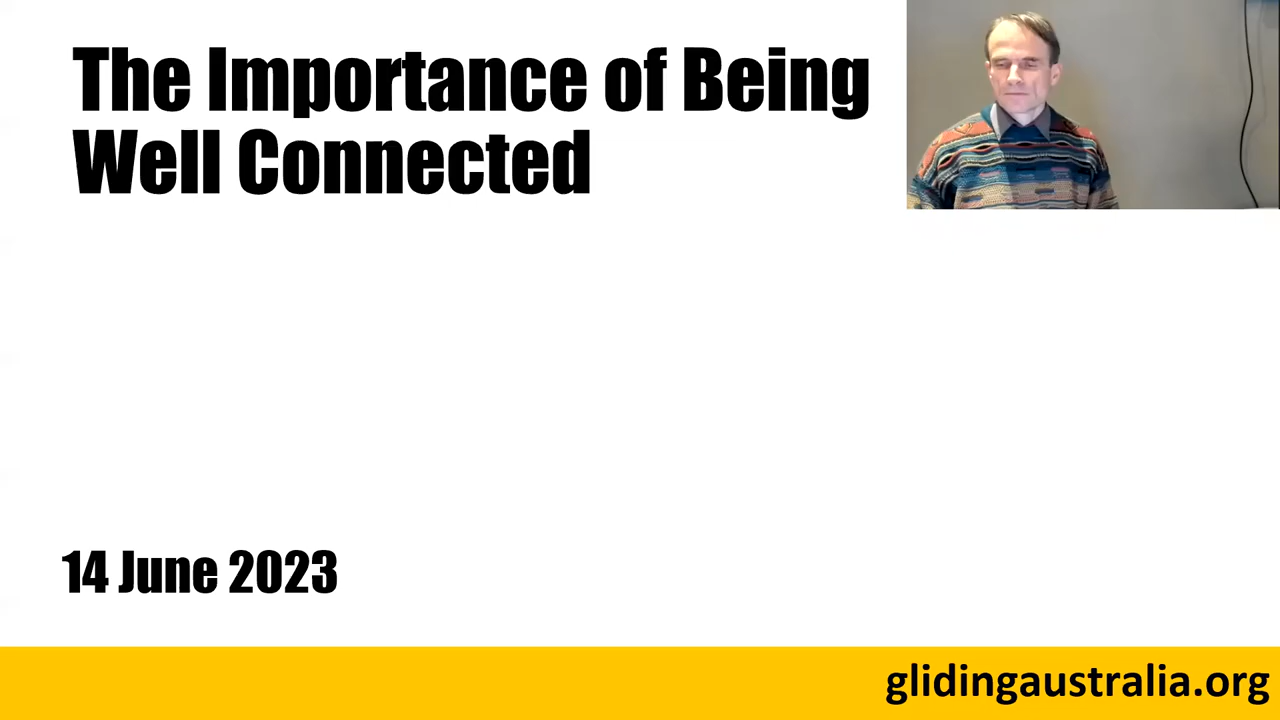 The Importance of Being
Well Connected
14 June 2023
glidingaustralia.org